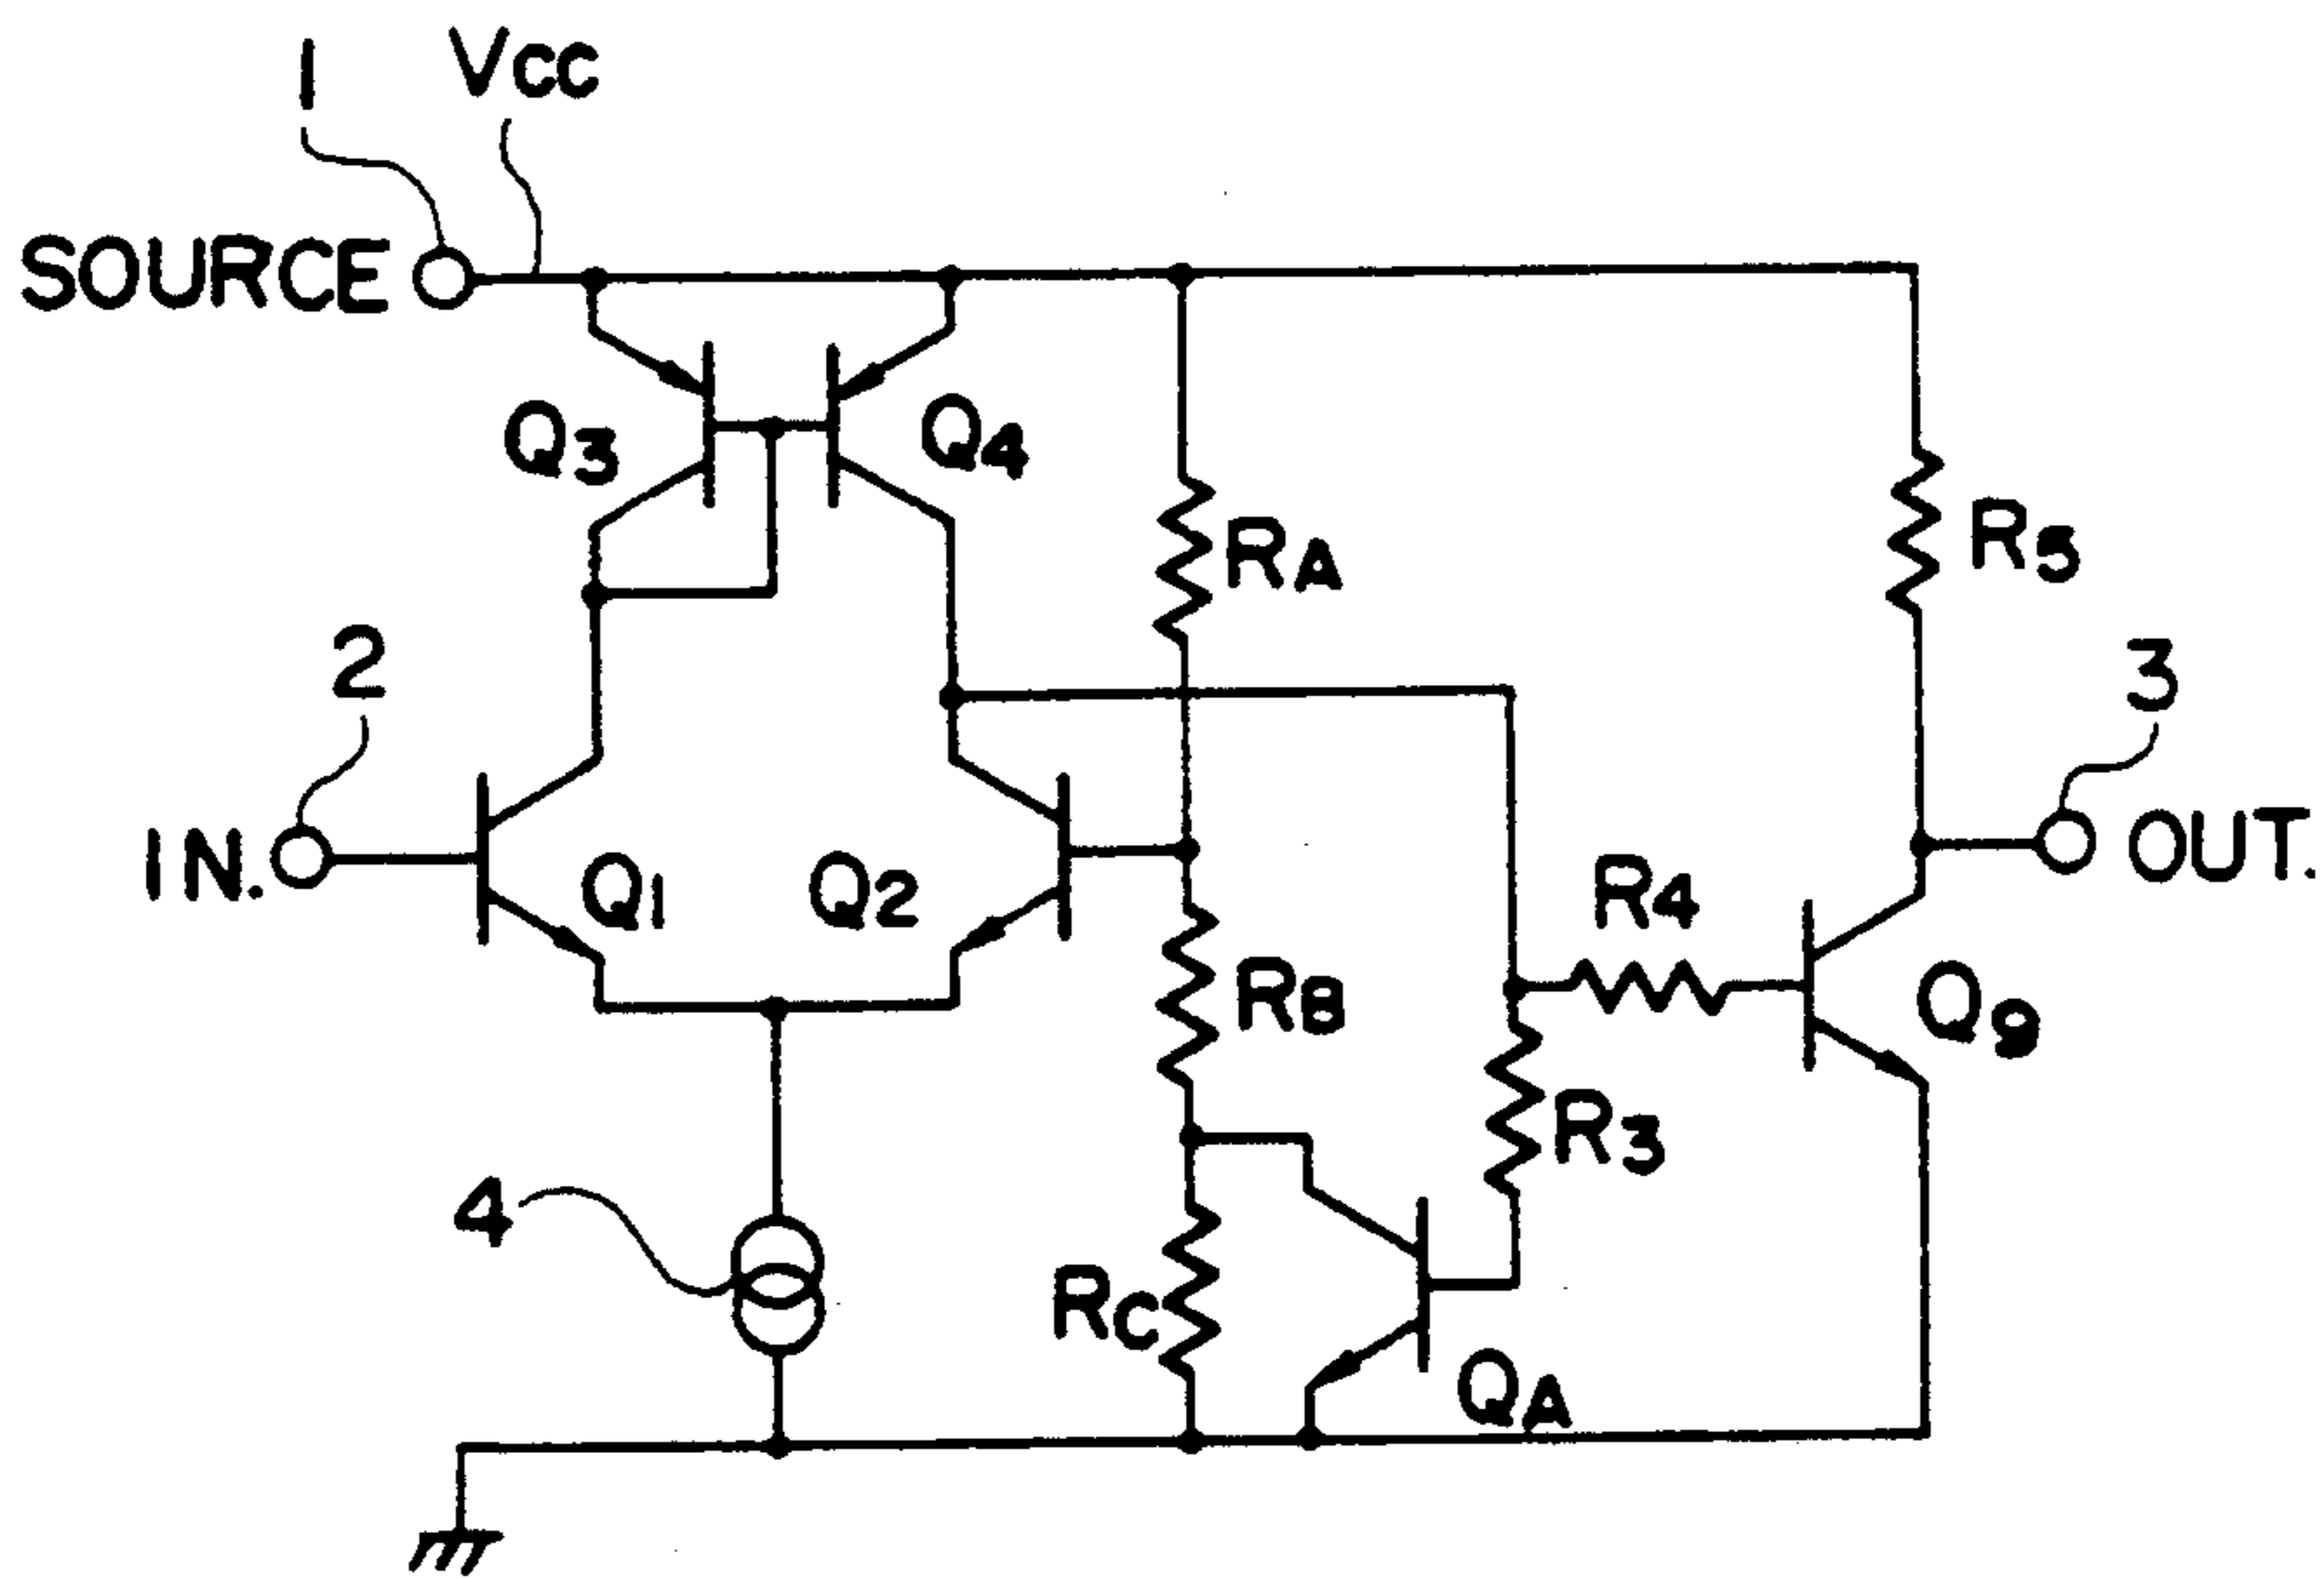 1
Vcc
SOURCE
Q3
Q4
RA
R5
2
3
IN.
Q1
Q2
R4
OUT.
RB
Q9
R3
4
RC
QA